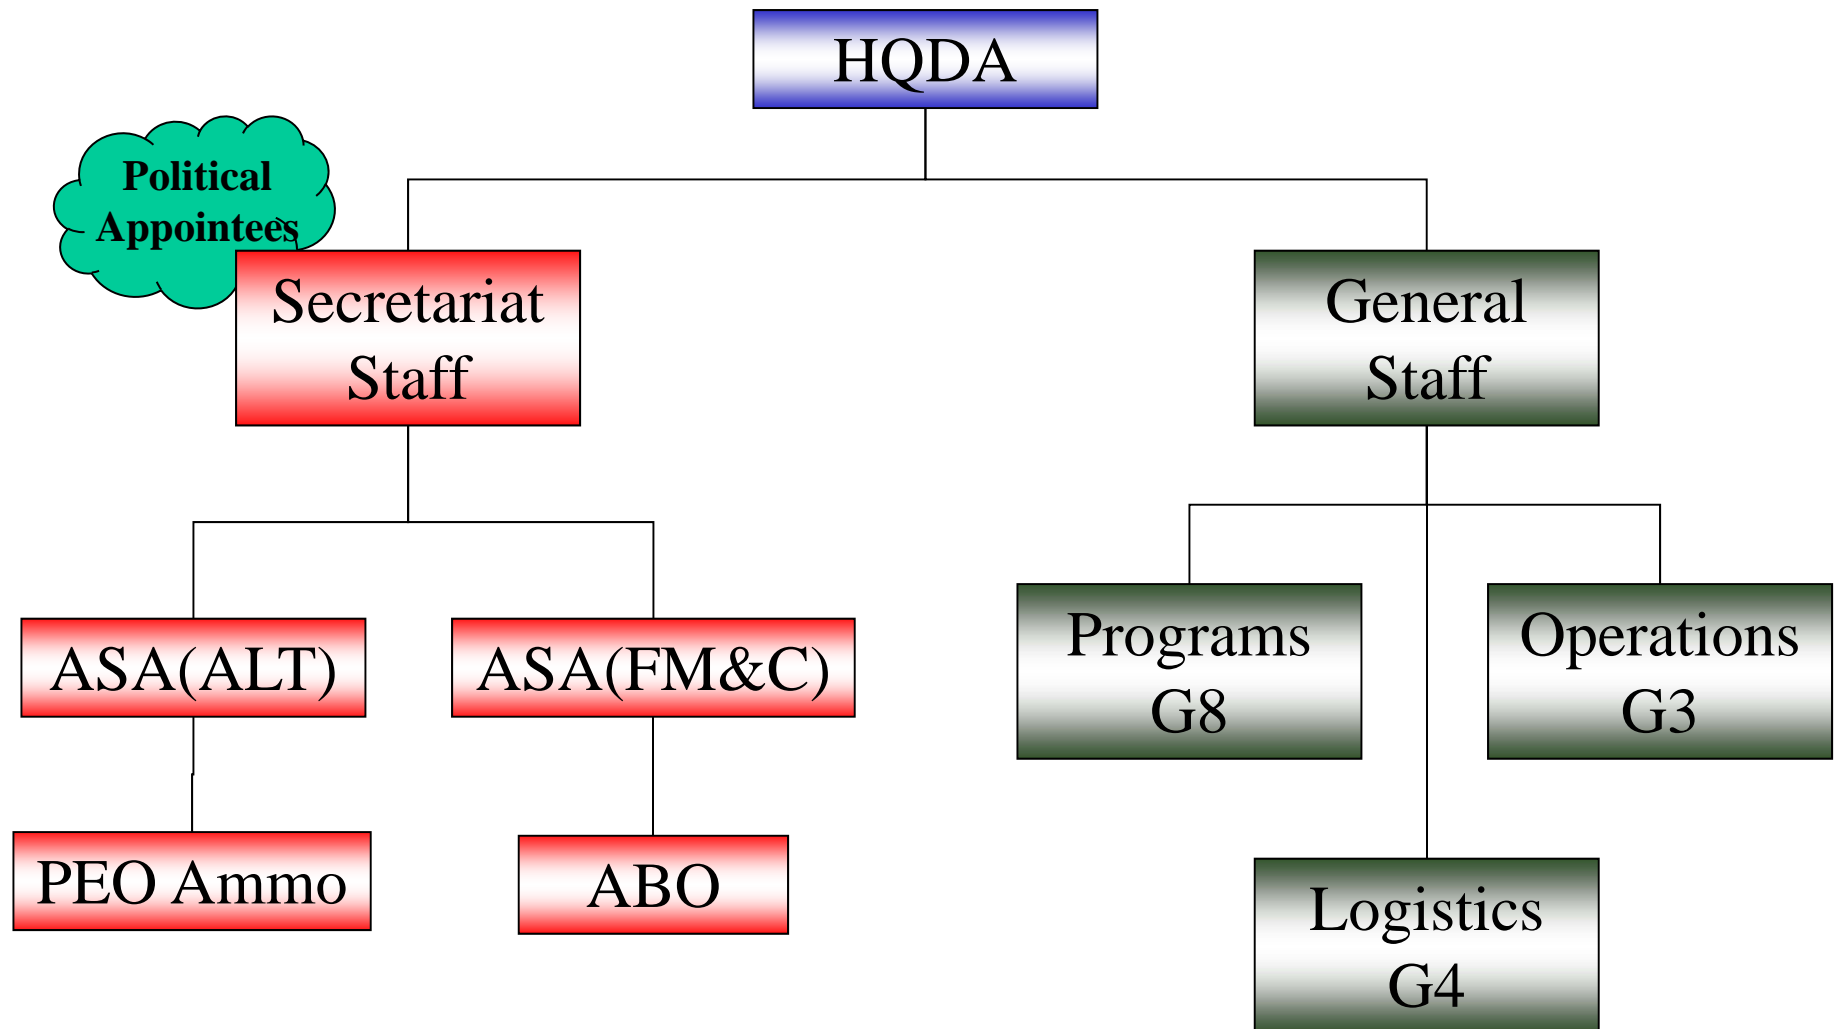 HQDA
Political
Appointees
Secretariat
Staff
General
Staff
ASA(ALT)
ASA(FM&C)
Programs
G8
Operations
G3
PEO Ammo
ABO
Logistics
G4